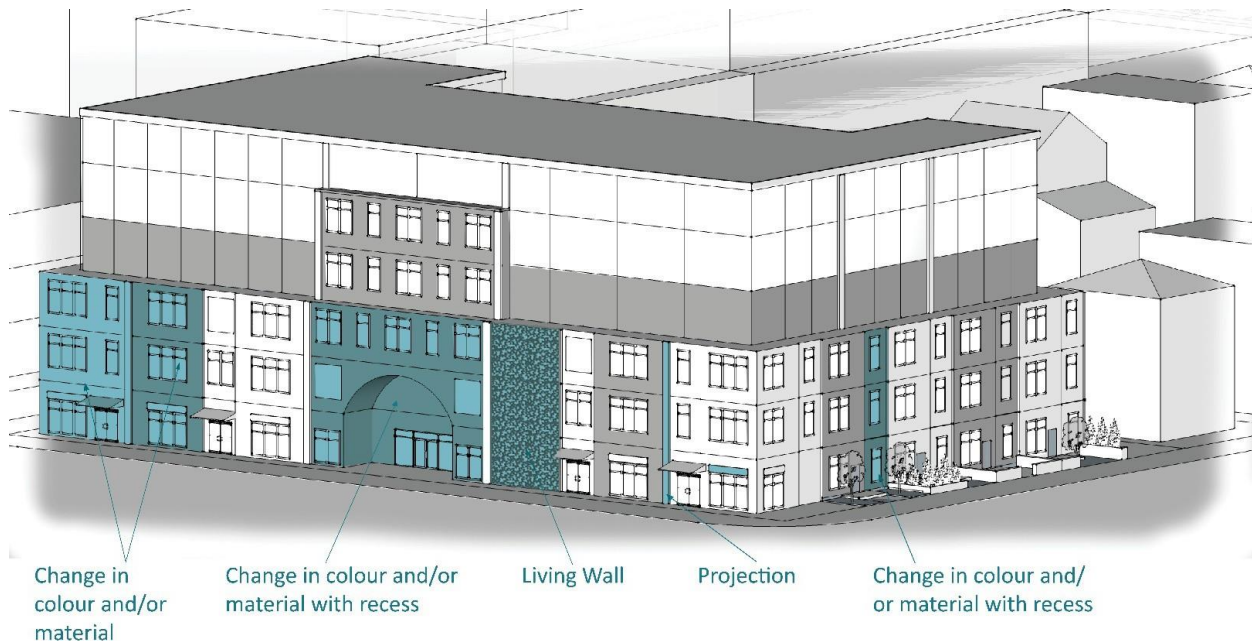 Change in
colour and/or
material
Change in colour and/or
material with recess
Living Wall
Projection
Change in colour and/
or material with recess